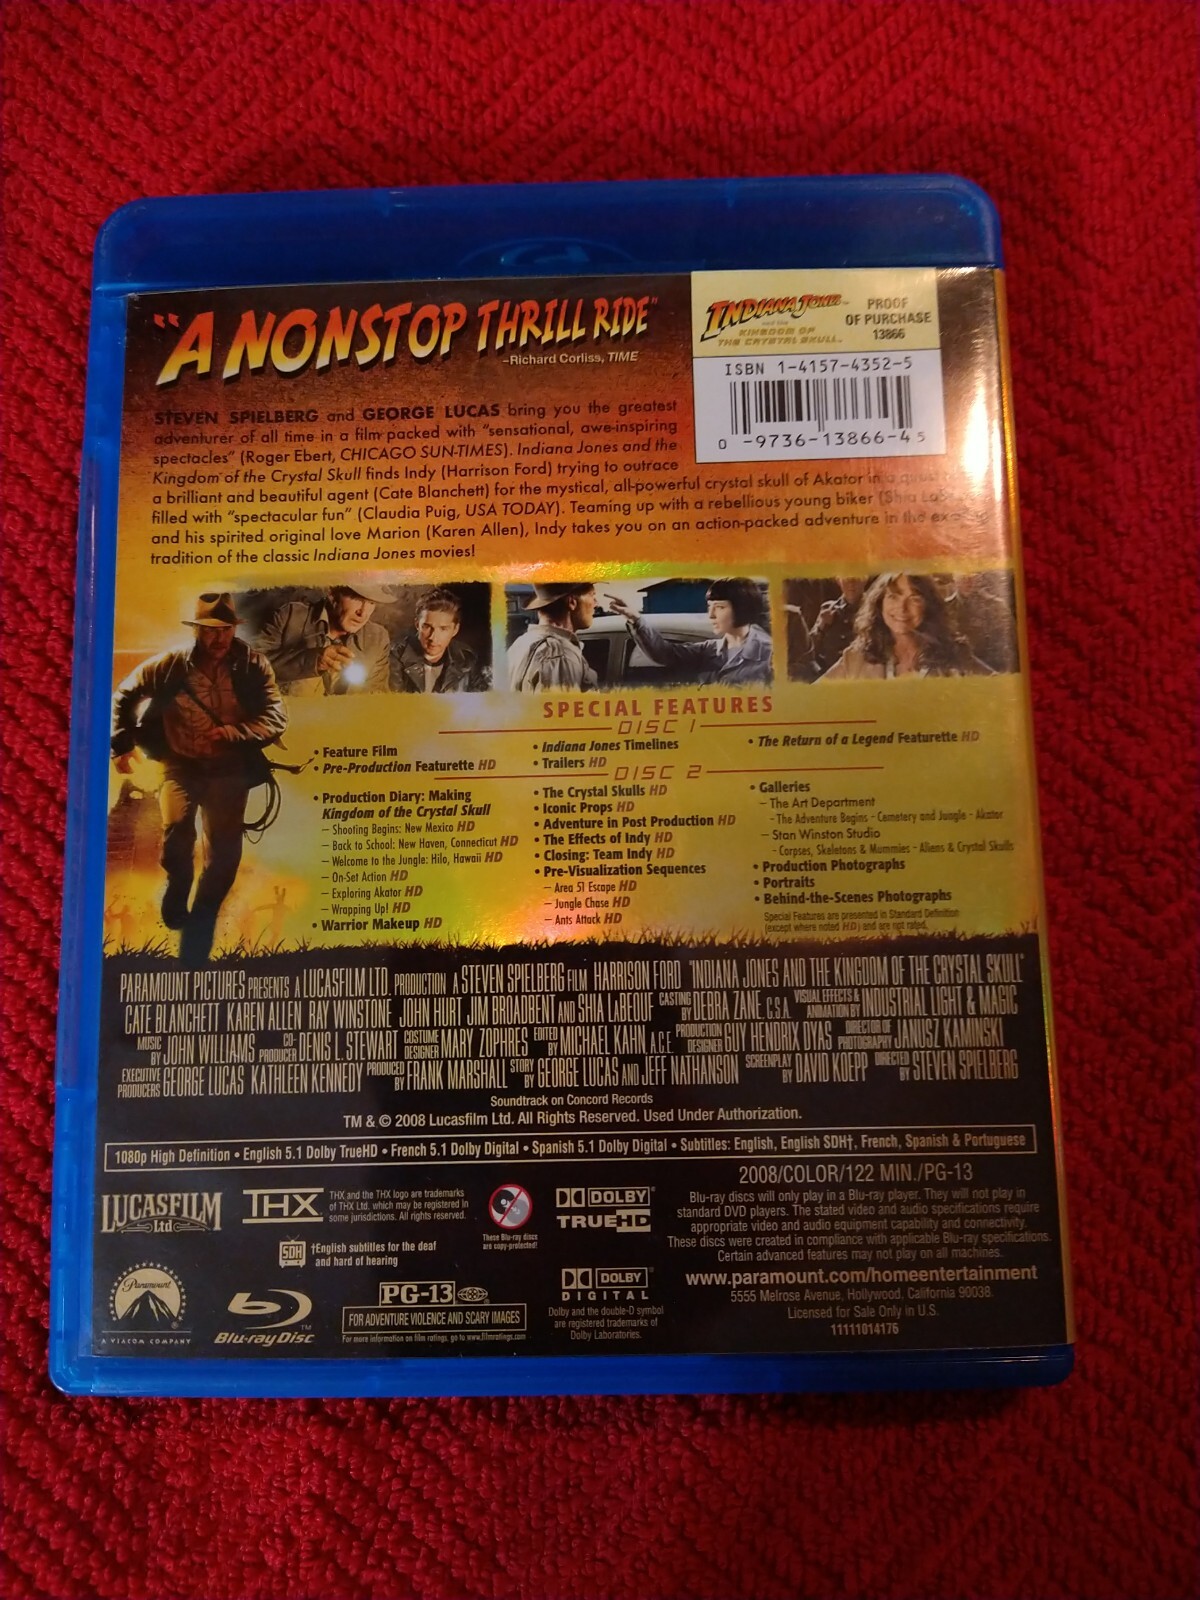 "A NONSTOP THRILL RIDE"
–Richard Corliss, TIME
INDIANA JONES™
AND THE
KINGDOM OF
THE CRYSTAL SKULL™
PROOF
OF PURCHASE
13866
ISBN 1-4157-4352-5
0 -9736-13866-4 5
STEVEN SPIELBERG and GEORGE LUCAS bring you the greatest
adventurer of all time in a film packed with "sensational, awe-inspiring
spectacles" (Roger Ebert, CHICAGO SUN-TIMES). Indiana Jones and the
Kingdom of the Crystal Skull finds Indy (Harrison Ford) trying to outrace
a brilliant and beautiful agent (Cate Blanchett) for the mystical, all-powerful crystal skull of Akator in a
filled with "spectacular fun" (Claudia Puig, USA TODAY). Teaming up with a rebellious young biker (Shia
and his spirited original love Marion (Karen Allen), Indy takes you on an action-packed adventure in the
tradition of the classic Indiana Jones movies!
SPECIAL FEATURES
DISC 1
• Feature Film
• Pre-Production Featurette HD
• Indiana Jones Timelines
• Trailers HD
• The Return of a Legend Featurette HD
DISC 2
• Production Diary: Making
Kingdom of the Crystal Skull
– Shooting Begins: New Mexico HD
– Back to School: New Haven, Connecticut HD
– Welcome to the Jungle: Hilo, Hawaii HD
– On-Set Action HD
– Exploring Akator HD
– Wrapping Up! HD
• Warrior Makeup HD
• The Crystal Skulls HD
• Iconic Props HD
• Adventure in Post Production HD
• The Effects of Indy HD
• Closing: Team Indy HD
• Pre-Visualization Sequences
– Area 51 Escape HD
– Jungle Chase HD
– Ants Attack HD
• Galleries
– The Art Department
- The Adventure Begins - Cemetery and Jungle - Akator
– Stan Winston Studio
- Corpses, Skeletons & Mummies - Aliens & Crystal Skulls
• Production Photographs
• Portraits
• Behind-the-Scenes Photographs
Special Features are presented in Standard Definition
(except where noted HD) and are not rated.
PARAMOUNT PICTURES PRESENTS A LUCASFILM LTD. PRODUCTION A STEVEN SPIELBERG FILM HARRISON FORD "INDIANA JONES AND THE KINGDOM OF THE CRYSTAL SKULL"
CATE BLANCHETT KAREN ALLEN RAY WINSTONE JOHN HURT JIM BROADBENT AND SHIA LaBEOUF CASTING BY DEBRA ZANE, C.S.A. VISUAL EFFECTS & ANIMATION BY INDUSTRIAL LIGHT & MAGIC
MUSIC BY JOHN WILLIAMS CO-PRODUCER DENIS L. STEWART COSTUME DESIGNER MARY ZOPHRES EDITED BY MICHAEL KAHN, A.C.E. PRODUCTION DESIGNER GUY HENDRIX DYAS DIRECTOR OF PHOTOGRAPHY JANUSZ KAMINSKI
EXECUTIVE PRODUCERS GEORGE LUCAS KATHLEEN KENNEDY PRODUCED BY FRANK MARSHALL STORY BY GEORGE LUCAS AND JEFF NATHANSON SCREENPLAY BY DAVID KOEPP DIRECTED BY STEVEN SPIELBERG
Soundtrack on Concord Records
TM & © 2008 Lucasfilm Ltd. All Rights Reserved. Used Under Authorization.
1080p High Definition • English 5.1 Dolby TrueHD • French 5.1 Dolby Digital • Spanish 5.1 Dolby Digital • Subtitles: English, English SDH†, French, Spanish & Portuguese
LUCASFILM
Ltd
THX
THX and the THX logo are trademarks
of THX Ltd. which may be registered in
some jurisdictions. All rights reserved.
SDH
†English subtitles for the deaf
and hard of hearing
These Blu-ray discs
are copy-protected!
DOLBY
TRUEHD
2008/COLOR/122 MIN./PG-13
Blu-ray discs will only play in a Blu-ray player. They will not play in
standard DVD players. The stated video and audio specifications require
appropriate video and audio equipment capability and connectivity.
These discs were created in compliance with applicable Blu-ray specifications.
Certain advanced features may not play on all machines.
Paramount
A VIACOM COMPANY
Blu-ray Disc™
PG-13
FOR ADVENTURE VIOLENCE AND SCARY IMAGES
For more information on film ratings, go to www.filmratings.com
DOLBY
DIGITAL
Dolby and the double-D symbol
are registered trademarks of
Dolby Laboratories.
www.paramount.com/homeentertainment
5555 Melrose Avenue, Hollywood, California 90038.
Licensed for Sale Only in U.S.
11111014176